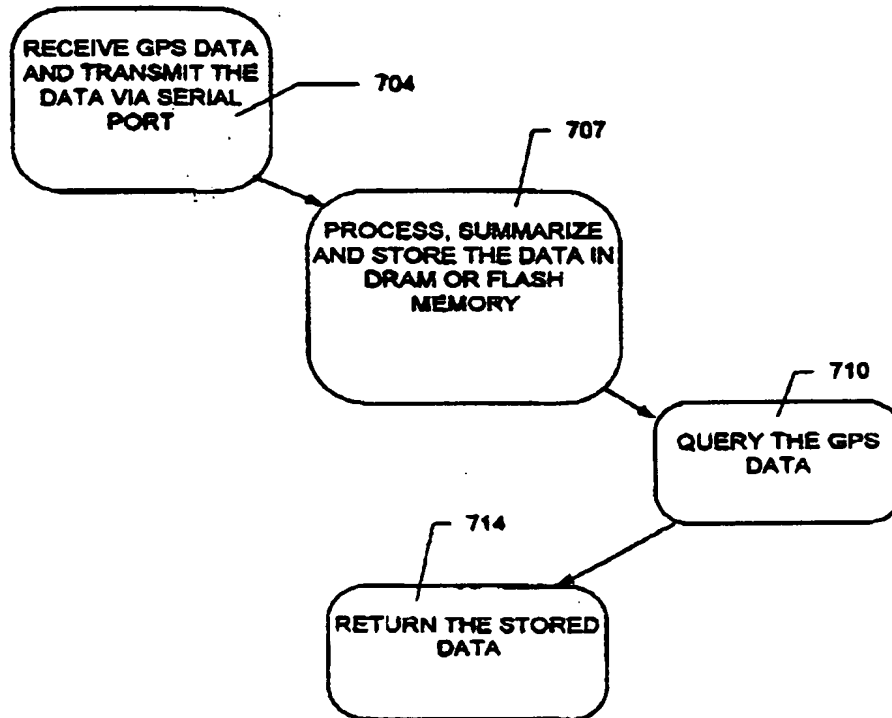 RECEIVE GPS DATA
AND TRANSMIT THE
DATA VIA SERIAL
PORT
704
707
PROCESS, SUMMARIZE
AND STORE THE DATA IN
DRAM OR FLASH
MEMORY
710
QUERY THE GPS
DATA
714
RETURN THE STORED
DATA